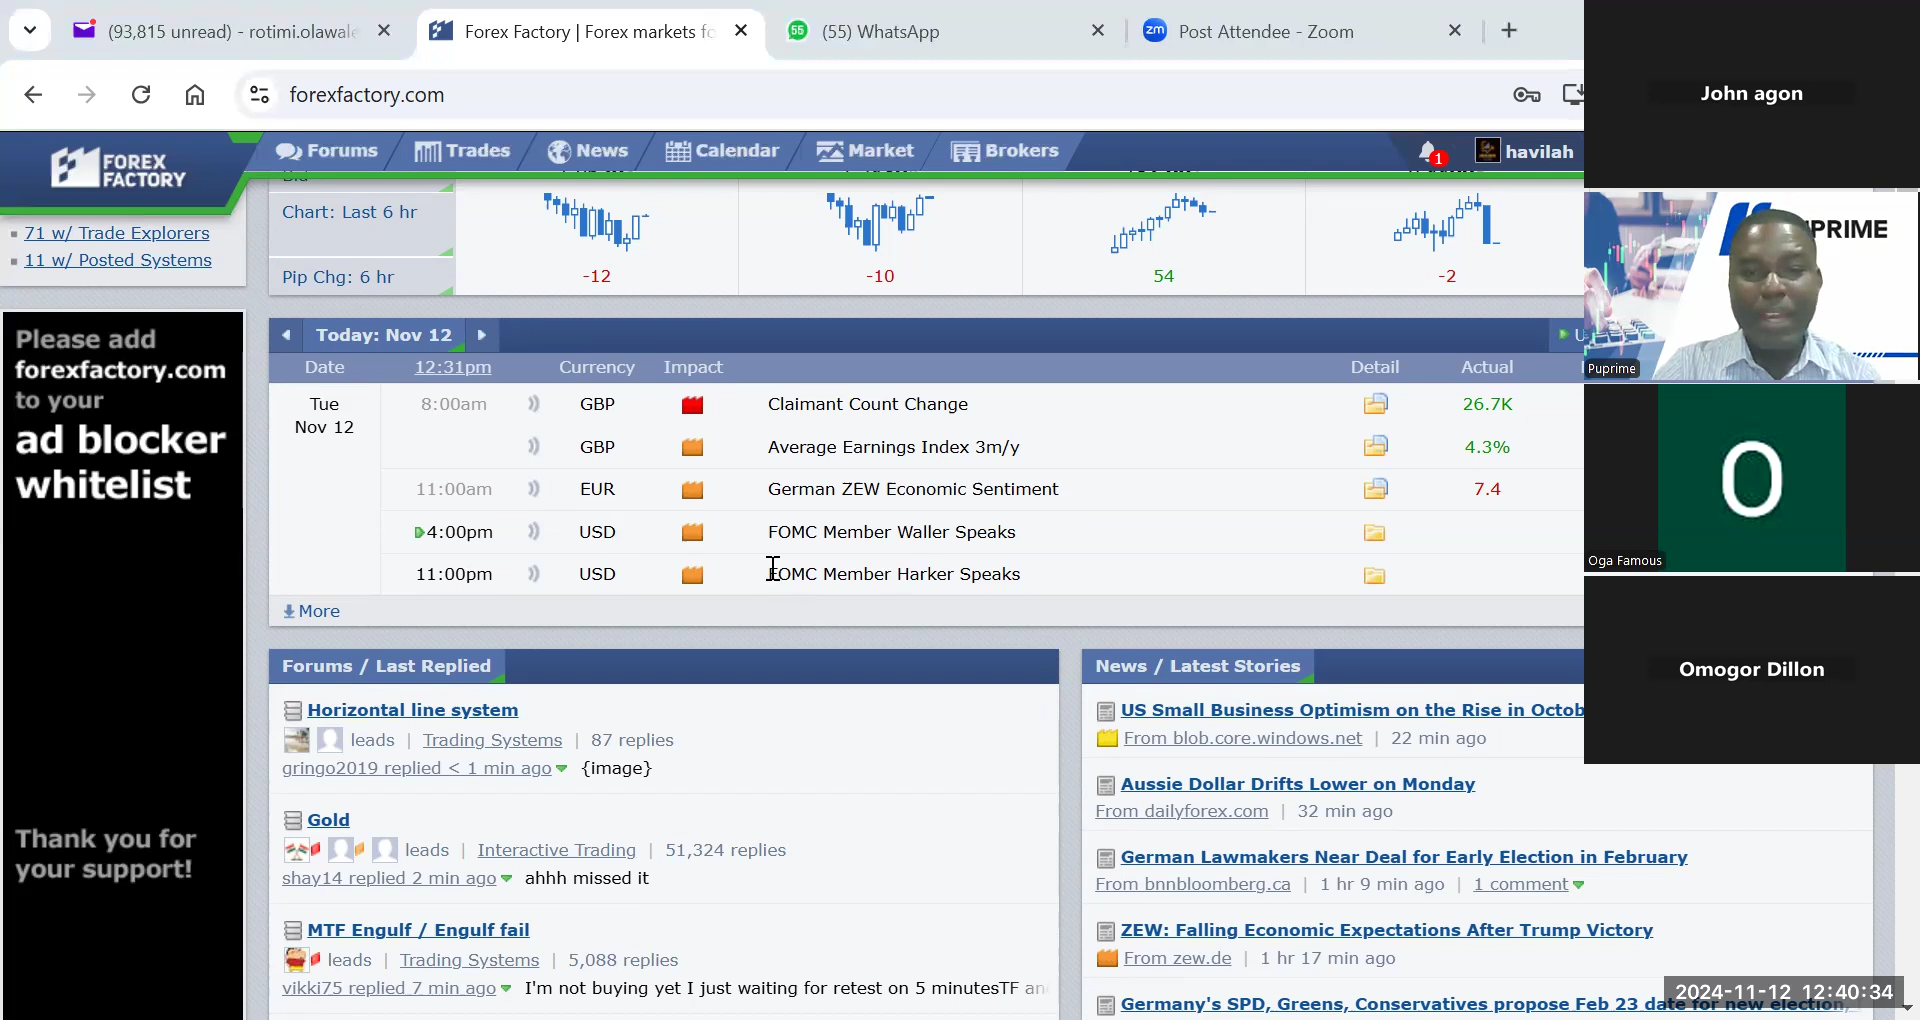 (93,815 unread) - rotimi.olawale
Forex Factory | Forex markets fo
55
(55) WhatsApp
zm
Post Attendee - Zoom
forexfactory.com
FOREX
FACTORY
Forums
Trades
News
Calendar
Market
Brokers
1
havilah
71 w/ Trade Explorers
11 w/ Posted Systems
Chart: Last 6 hr
Pip Chg: 6 hr
-12
-10
54
-2
Please add
forexfactory.com
to your
ad blocker
whitelist
Thank you for
your support!
Today: Nov 12
U
Date 12:31pm Currency Impact Detail Actual
Tue
Nov 12
8:00am GBP Claimant Count Change 26.7K
GBP Average Earnings Index 3m/y 4.3%
11:00am EUR German ZEW Economic Sentiment 7.4
4:00pm USD FOMC Member Waller Speaks
11:00pm USD FOMC Member Harker Speaks
More
Forums / Last Replied
Horizontal line system
leads | Trading Systems | 87 replies
gringo2019 replied < 1 min ago {image}
Gold
leads | Interactive Trading | 51,324 replies
shay14 replied 2 min ago ahhh missed it
MTF Engulf / Engulf fail
leads | Trading Systems | 5,088 replies
vikki75 replied 7 min ago I'm not buying yet I just waiting for retest on 5 minutesTF an
News / Latest Stories
US Small Business Optimism on the Rise in Octob
From blob.core.windows.net | 22 min ago
Aussie Dollar Drifts Lower on Monday
From dailyforex.com | 32 min ago
German Lawmakers Near Deal for Early Election in February
From bnnbloomberg.ca | 1 hr 9 min ago | 1 comment
ZEW: Falling Economic Expectations After Trump Victory
From zew.de | 1 hr 17 min ago
Germany's SPD, Greens, Conservatives propose Feb 23 date for new election,
John agon
PRIME
Puprime
O
Oga Famous
Omogor Dillon
2024-11-12 12:40:34